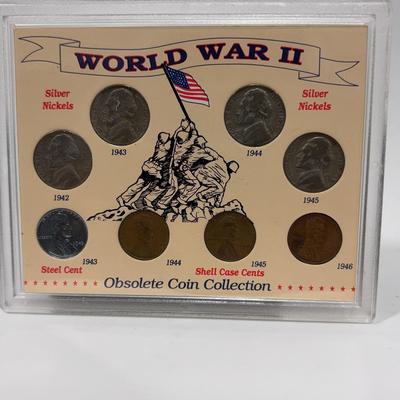 WORLD WAR II
Silver
Nickels
Silver
Nickels
1943
1944
1942
1945
1943
1944
1945
1946
Steel Cent
Shell Case Cents
Obsolete Coin Collection